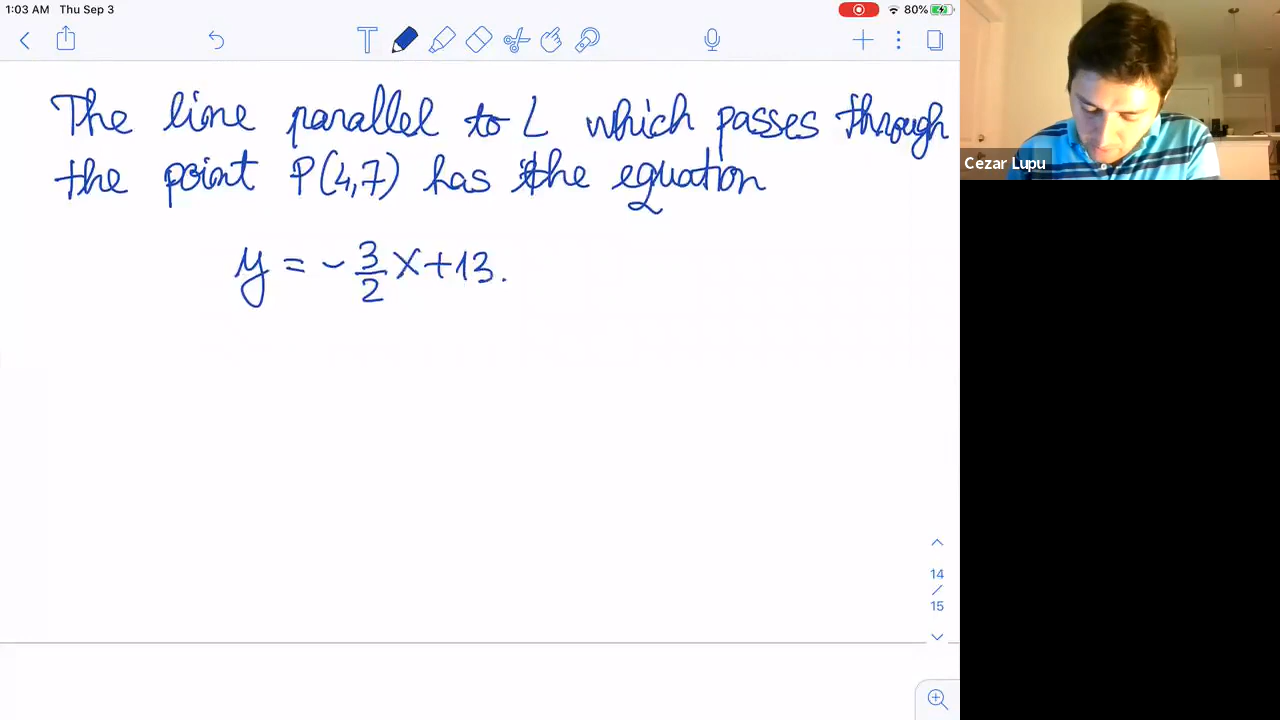 1:03 AM Thu Sep 3
80%
The line parallel to L which passes through
the point P(4,7) has the equation
y = - 3/2 x + 13.
Cezar Lupu
14
/
15